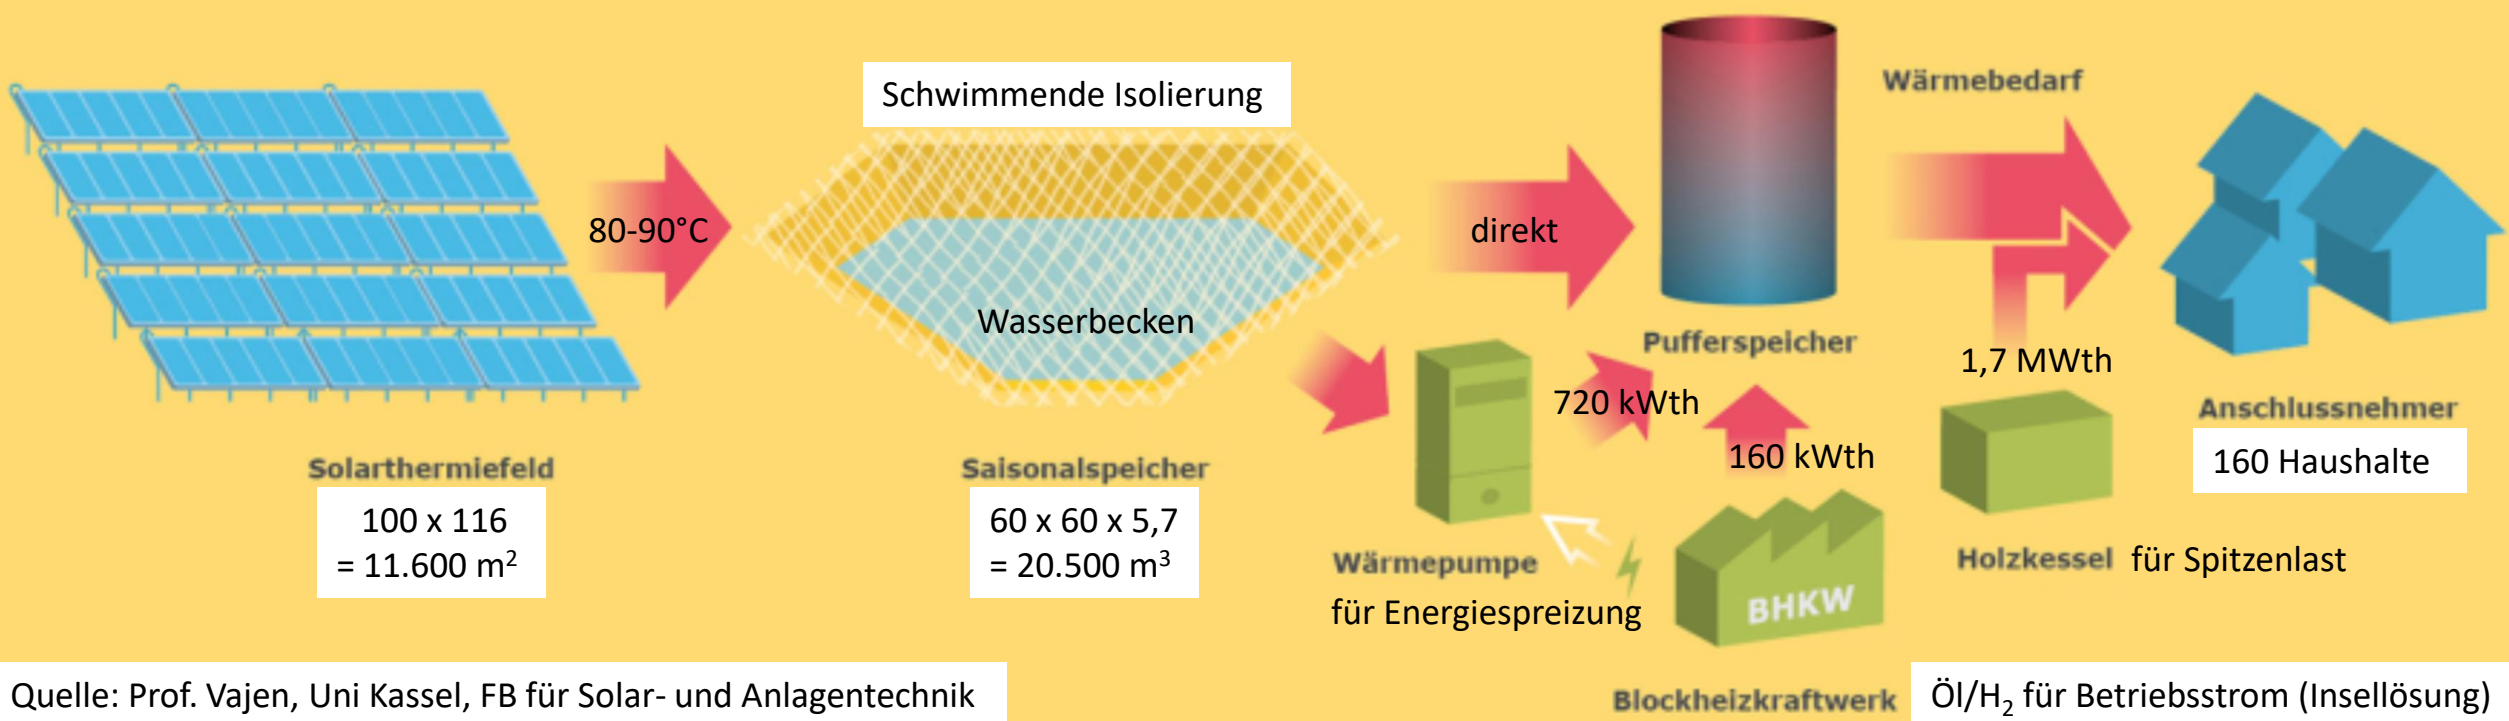 Schwimmende Isolierung
Wärmebedarf
80-90°C
direkt
Wasserbecken
Pufferspeicher
1,7 MWth
720 kWth
160 kWth
Anschlussnehmer
160 Haushalte
Solarthermiefeld
100 x 116
= 11.600 m²
Saisonalspeicher
60 x 60 x 5,7
= 20.500 m³
Wärmepumpe
für Energiespreizung
BHKW
Holzkessel für Spitzenlast
Quelle: Prof. Vajen, Uni Kassel, FB für Solar- und Anlagentechnik
Blockheizkraftwerk
Öl/H₂ für Betriebsstrom (Insellösung)